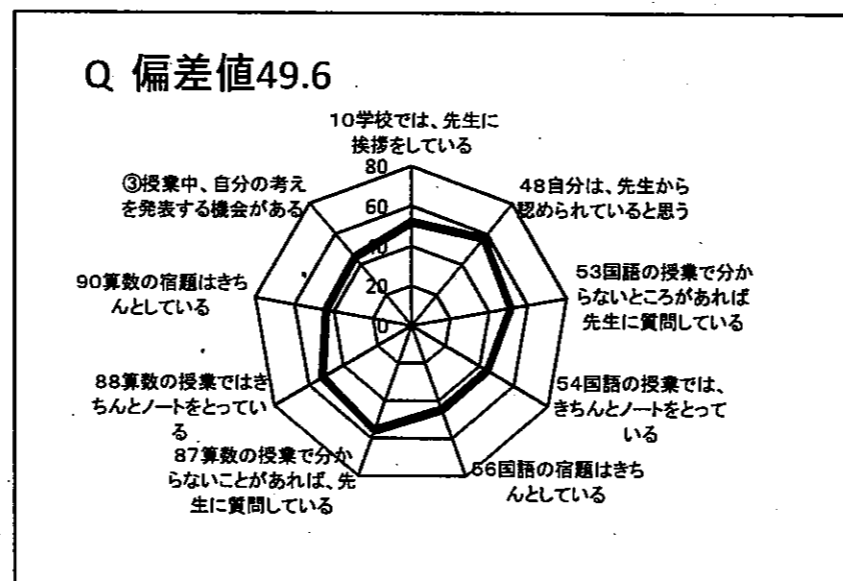 Q 偏差値49.6
10学校では、先生に
挨拶をしている
80
60
40
20
0
48自分は、先生から
認められていると思う
53国語の授業で分か
らないところがあれば
先生に質問している
54国語の授業では、
きちんとノートをとって
いる
56国語の宿題はきち
んとしている
87算数の授業で分か
らないことがあれば、先
生に質問している
88算数の授業ではき
ちんとノートをとってい
る
90算数の宿題はきち
んとしている
③授業中、自分の考え
を発表する機会がある